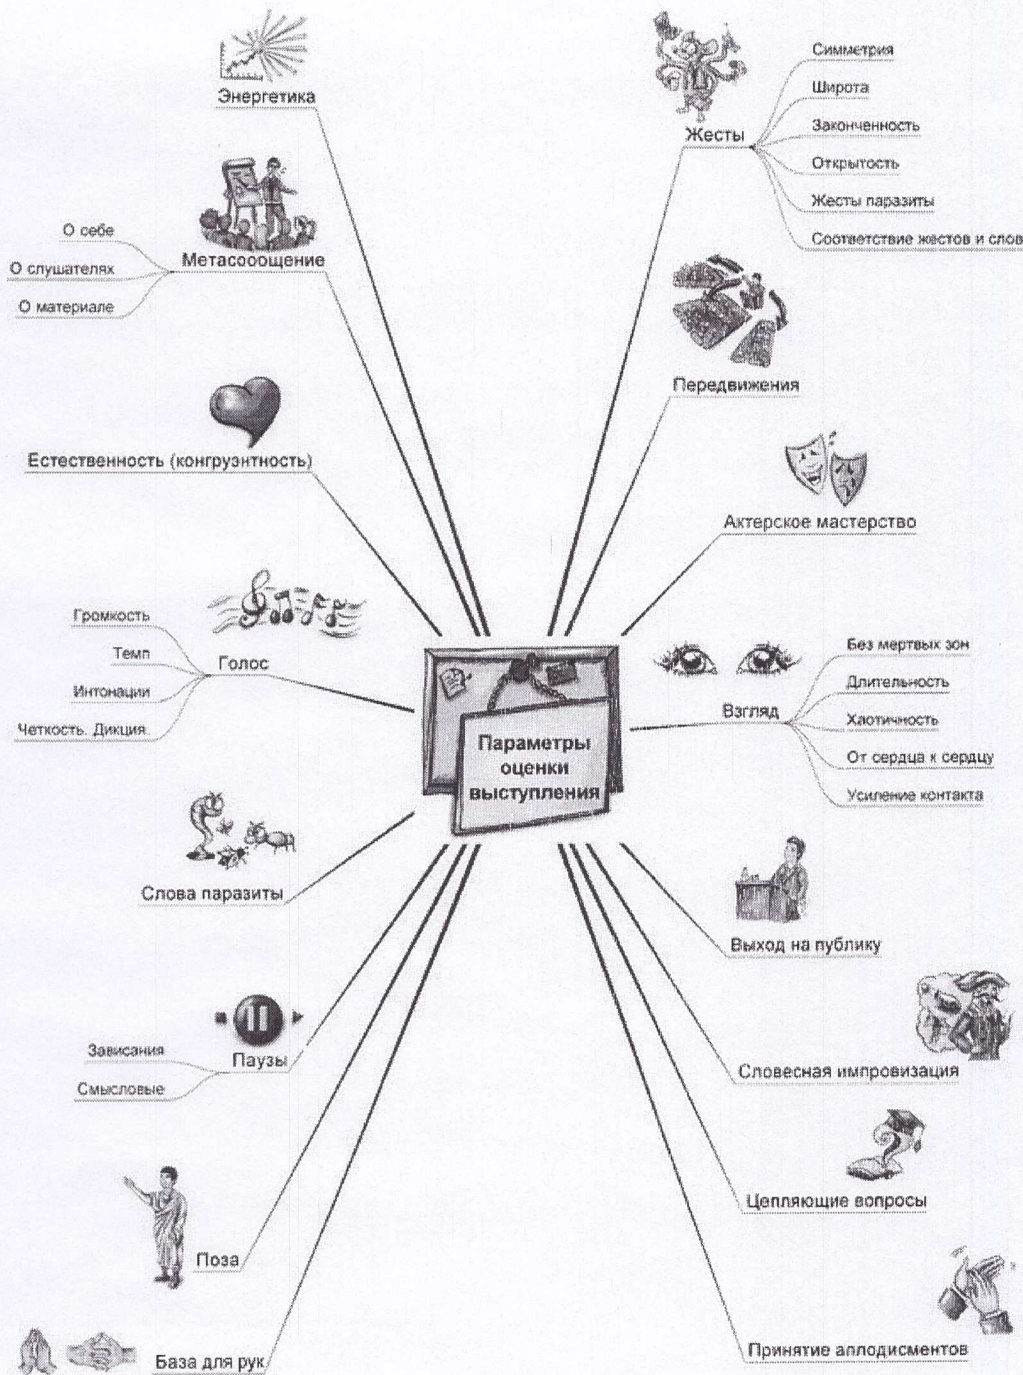 Энергетика
О себе
О слушателях
О материале
Метасооощение
Естественность (конгруэнтность)
Громкость
Темп
Интонации
Четкость. Дикция.
Голос
Слова паразиты
Зависания
Смысловые
Паузы
Поза
База для рук
Параметры
оценки
выступления
Жесты
Симметрия
Широта
Законченность
Открытость
Жесты паразиты
Соответствие жестов и слов
Передвижения
Актерское мастерство
Взгляд
Без мертвых зон
Длительность
Хаотичность
От сердца к сердцу
Усиление контакта
Выход на публику
Словесная импровизация
Цепляющие вопросы
Принятие аплодисментов